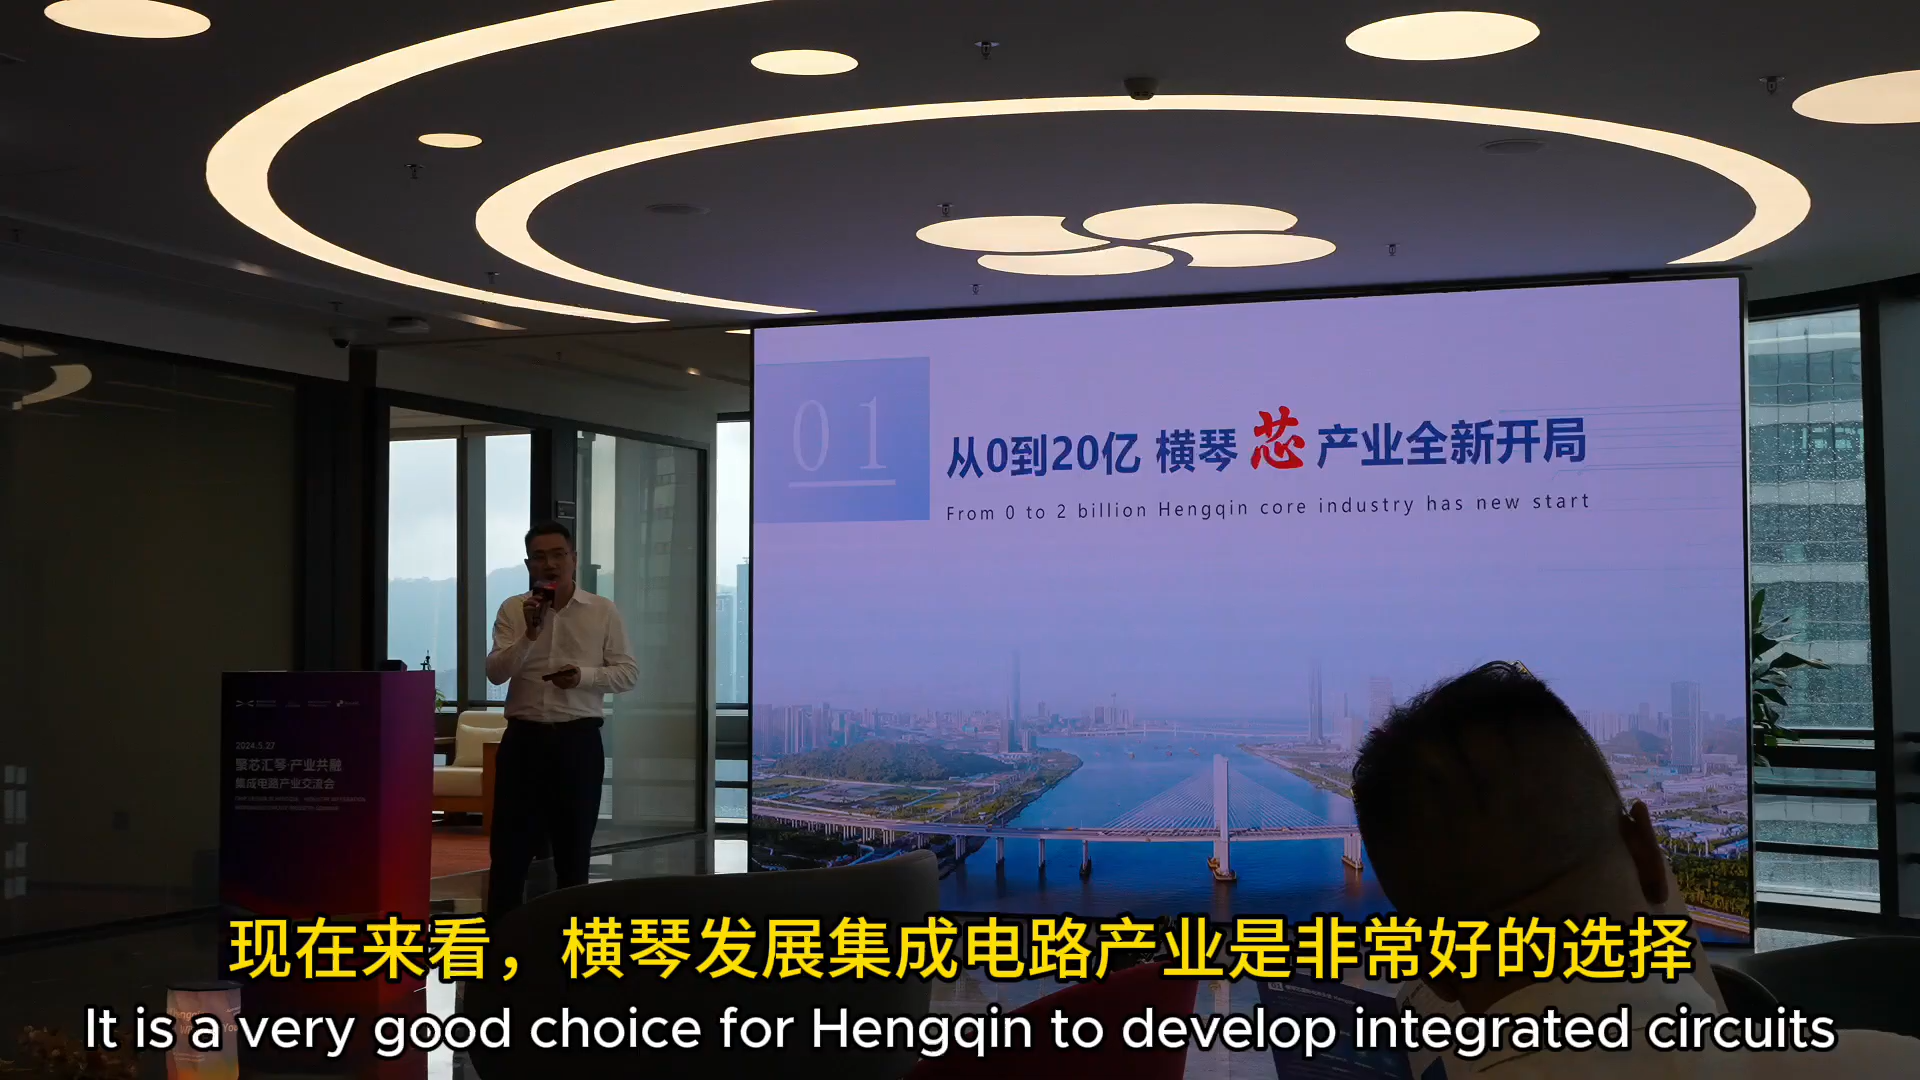 01
从0到20亿 横琴芯产业全新开局
From 0 to 2 billion Hengqin core industry has new start
2024.5.27
聚芯汇琴·产业共融
集成电路产业交流会
现在来看，横琴发展集成电路产业是非常好的选择
It is a very good choice for Hengqin to develop integrated circuits